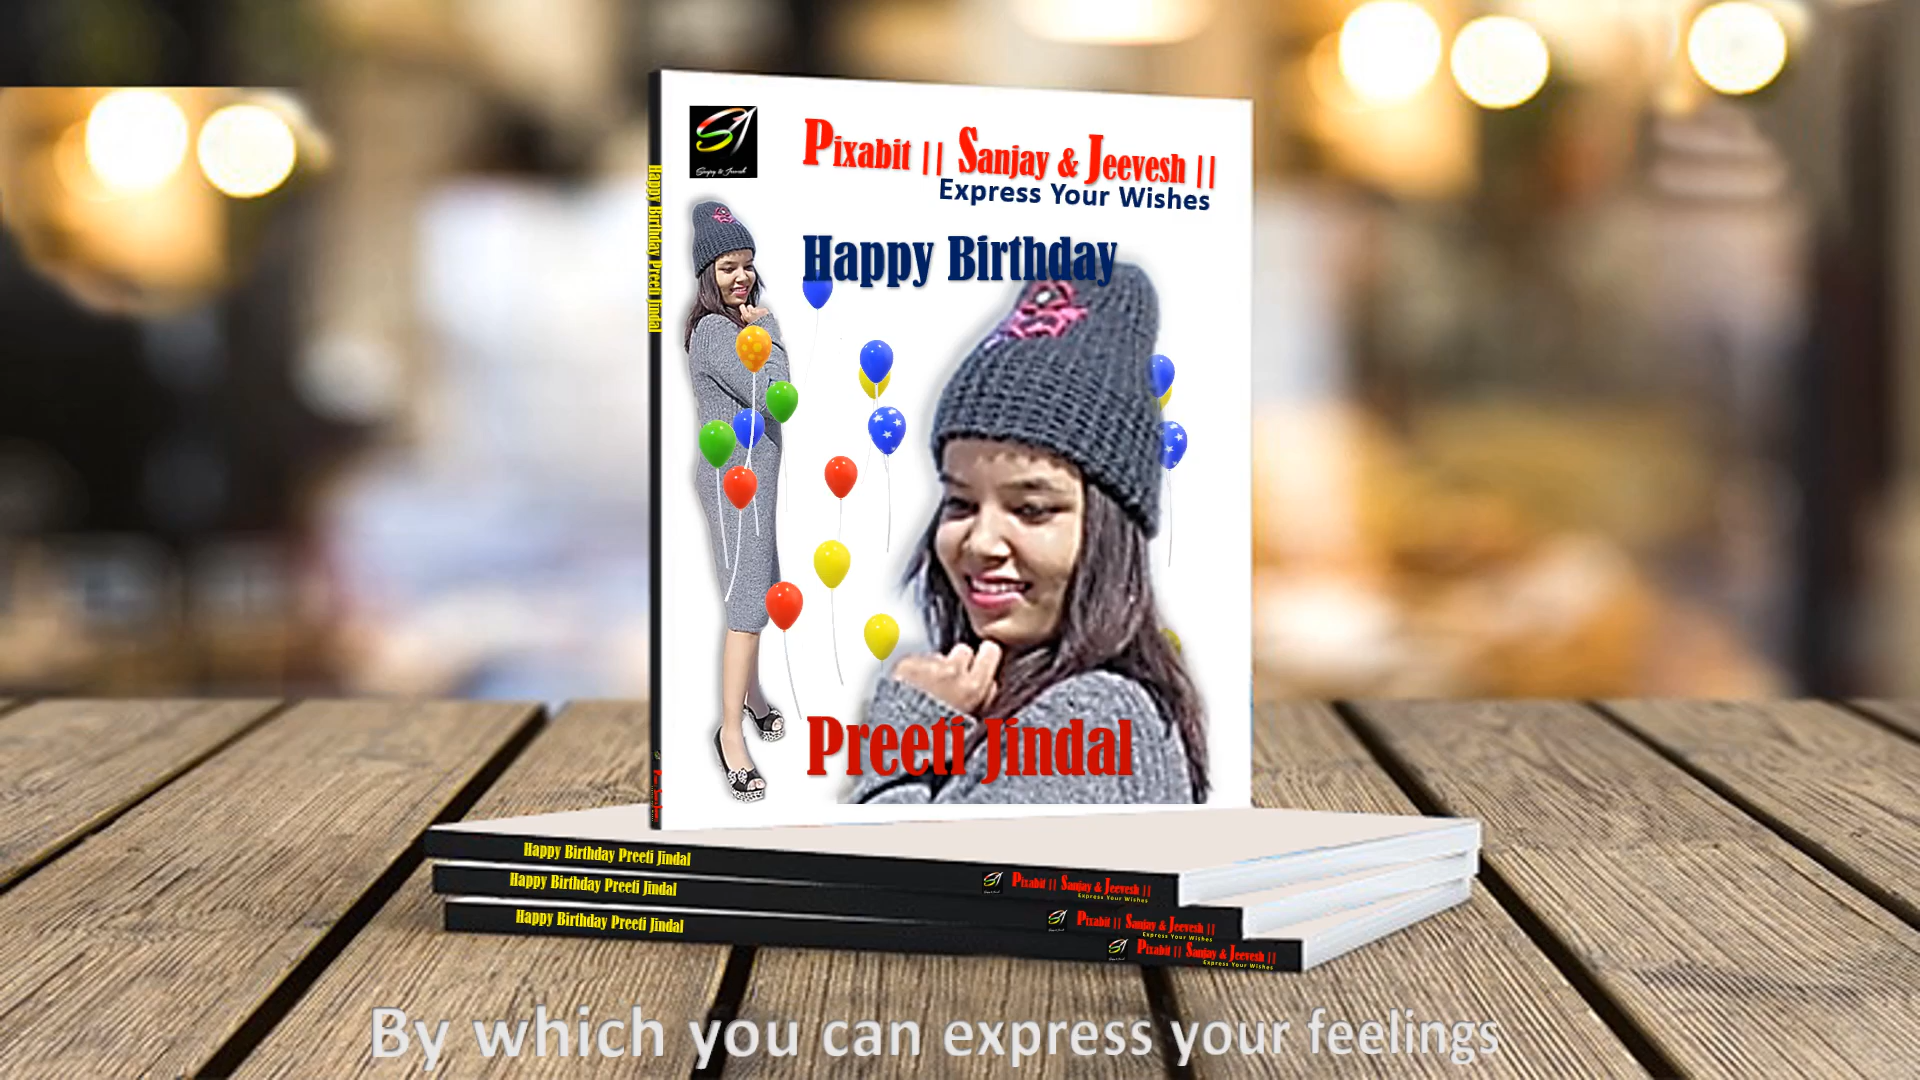 Pixabit || Sanjay & Jeevesh ||
Express Your Wishes
Happy Birthday
Preeti Jindal
Happy Birthday Preeti Jindal
Happy Birthday Preeti Jindal
Pixabit || Sanjay & Jeevesh ||
Express Your Wishes
Happy Birthday Preeti Jindal
Pixabit || Sanjay & Jeevesh ||
Express Your Wishes
Happy Birthday Preeti Jindal
Pixabit || Sanjay & Jeevesh ||
Express Your Wishes
By which you can express your feelings